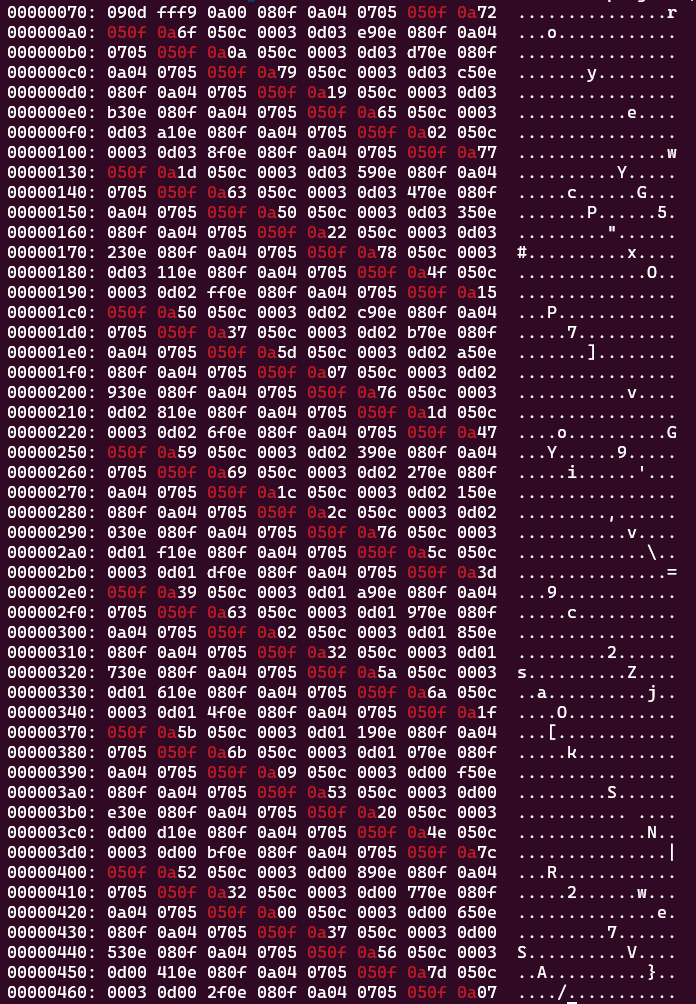 00000070: 090d fff9 0a00 080f 0a04 0705 050f 0a72  ...............r
000000a0: 050f 0a6f 050c 0003 0d03 e90e 080f 0a04  ...o............
000000b0: 0705 050f 0a0a 050c 0003 0d03 d70e 080f  ................
000000c0: 0a04 0705 050f 0a79 050c 0003 0d03 c50e  .......y........
000000d0: 080f 0a04 0705 050f 0a19 050c 0003 0d03  ................
000000e0: b30e 080f 0a04 0705 050f 0a65 050c 0003  ...........e....
000000f0: 0d03 a10e 080f 0a04 0705 050f 0a02 050c  ................
00000100: 0003 0d03 8f0e 080f 0a04 0705 050f 0a77  ...............w
00000130: 050f 0a1d 050c 0003 0d03 590e 080f 0a04  ..........Y.....
00000140: 0705 050f 0a63 050c 0003 0d03 470e 080f  .....c......G...
00000150: 0a04 0705 050f 0a50 050c 0003 0d03 350e  .......P......5.
00000160: 080f 0a04 0705 050f 0a22 050c 0003 0d03  ........."......
00000170: 230e 080f 0a04 0705 050f 0a78 050c 0003  #..........x....
00000180: 0d03 110e 080f 0a04 0705 050f 0a4f 050c  .............O..
00000190: 0003 0d02 ff0e 080f 0a04 0705 050f 0a15  ................
000001c0: 050f 0a50 050c 0003 0d02 c90e 080f 0a04  ...P............
000001d0: 0705 050f 0a37 050c 0003 0d02 b70e 080f  .....7..........
000001e0: 0a04 0705 050f 0a5d 050c 0003 0d02 a50e  .......]........
000001f0: 080f 0a04 0705 050f 0a07 050c 0003 0d02  ................
00000200: 930e 080f 0a04 0705 050f 0a76 050c 0003  ...........v....
00000210: 0d02 810e 080f 0a04 0705 050f 0a1d 050c  ................
00000220: 0003 0d02 6f0e 080f 0a04 0705 050f 0a47  ....o..........G
00000250: 050f 0a59 050c 0003 0d02 390e 080f 0a04  ...Y......9.....
00000260: 0705 050f 0a69 050c 0003 0d02 270e 080f  .....i......'...
00000270: 0a04 0705 050f 0a1c 050c 0003 0d02 150e  ................
00000280: 080f 0a04 0705 050f 0a2c 050c 0003 0d02  .........,......
00000290: 030e 080f 0a04 0705 050f 0a76 050c 0003  ...........v....
000002a0: 0d01 f10e 080f 0a04 0705 050f 0a5c 050c  .............\..
000002b0: 0003 0d01 df0e 080f 0a04 0705 050f 0a3d  ...............=
000002e0: 050f 0a39 050c 0003 0d01 a90e 080f 0a04  ...9............
000002f0: 0705 050f 0a63 050c 0003 0d01 970e 080f  .....c..........
00000300: 0a04 0705 050f 0a02 050c 0003 0d01 850e  ................
00000310: 080f 0a04 0705 050f 0a32 050c 0003 0d01  .........2......
00000320: 730e 080f 0a04 0705 050f 0a5a 050c 0003  s..........Z....
00000330: 0d01 610e 080f 0a04 0705 050f 0a6a 050c  ..a..........j..
00000340: 0003 0d01 4f0e 080f 0a04 0705 050f 0a1f  ....O...........
00000370: 050f 0a5b 050c 0003 0d01 190e 080f 0a04  ...[............
00000380: 0705 050f 0a6b 050c 0003 0d01 070e 080f  .....k..........
00000390: 0a04 0705 050f 0a09 050c 0003 0d00 f50e  ................
000003a0: 080f 0a04 0705 050f 0a53 050c 0003 0d00  .........S......
000003b0: e30e 080f 0a04 0705 050f 0a20 050c 0003  ........... ....
000003c0: 0d00 d10e 080f 0a04 0705 050f 0a4e 050c  .............N..
000003d0: 0003 0d00 bf0e 080f 0a04 0705 050f 0a7c  ...............|
00000400: 050f 0a52 050c 0003 0d00 890e 080f 0a04  ...R............
00000410: 0705 050f 0a32 050c 0003 0d00 770e 080f  .....2......w...
00000420: 0a04 0705 050f 0a00 050c 0003 0d00 650e  ..............e.
00000430: 080f 0a04 0705 050f 0a37 050c 0003 0d00  .........7......
00000440: 530e 080f 0a04 0705 050f 0a56 050c 0003  S..........V....
00000450: 0d00 410e 080f 0a04 0705 050f 0a7d 050c  ..A..........}..
00000460: 0003 0d00 2f0e 080f 0a04 0705 050f 0a07  ..../...........